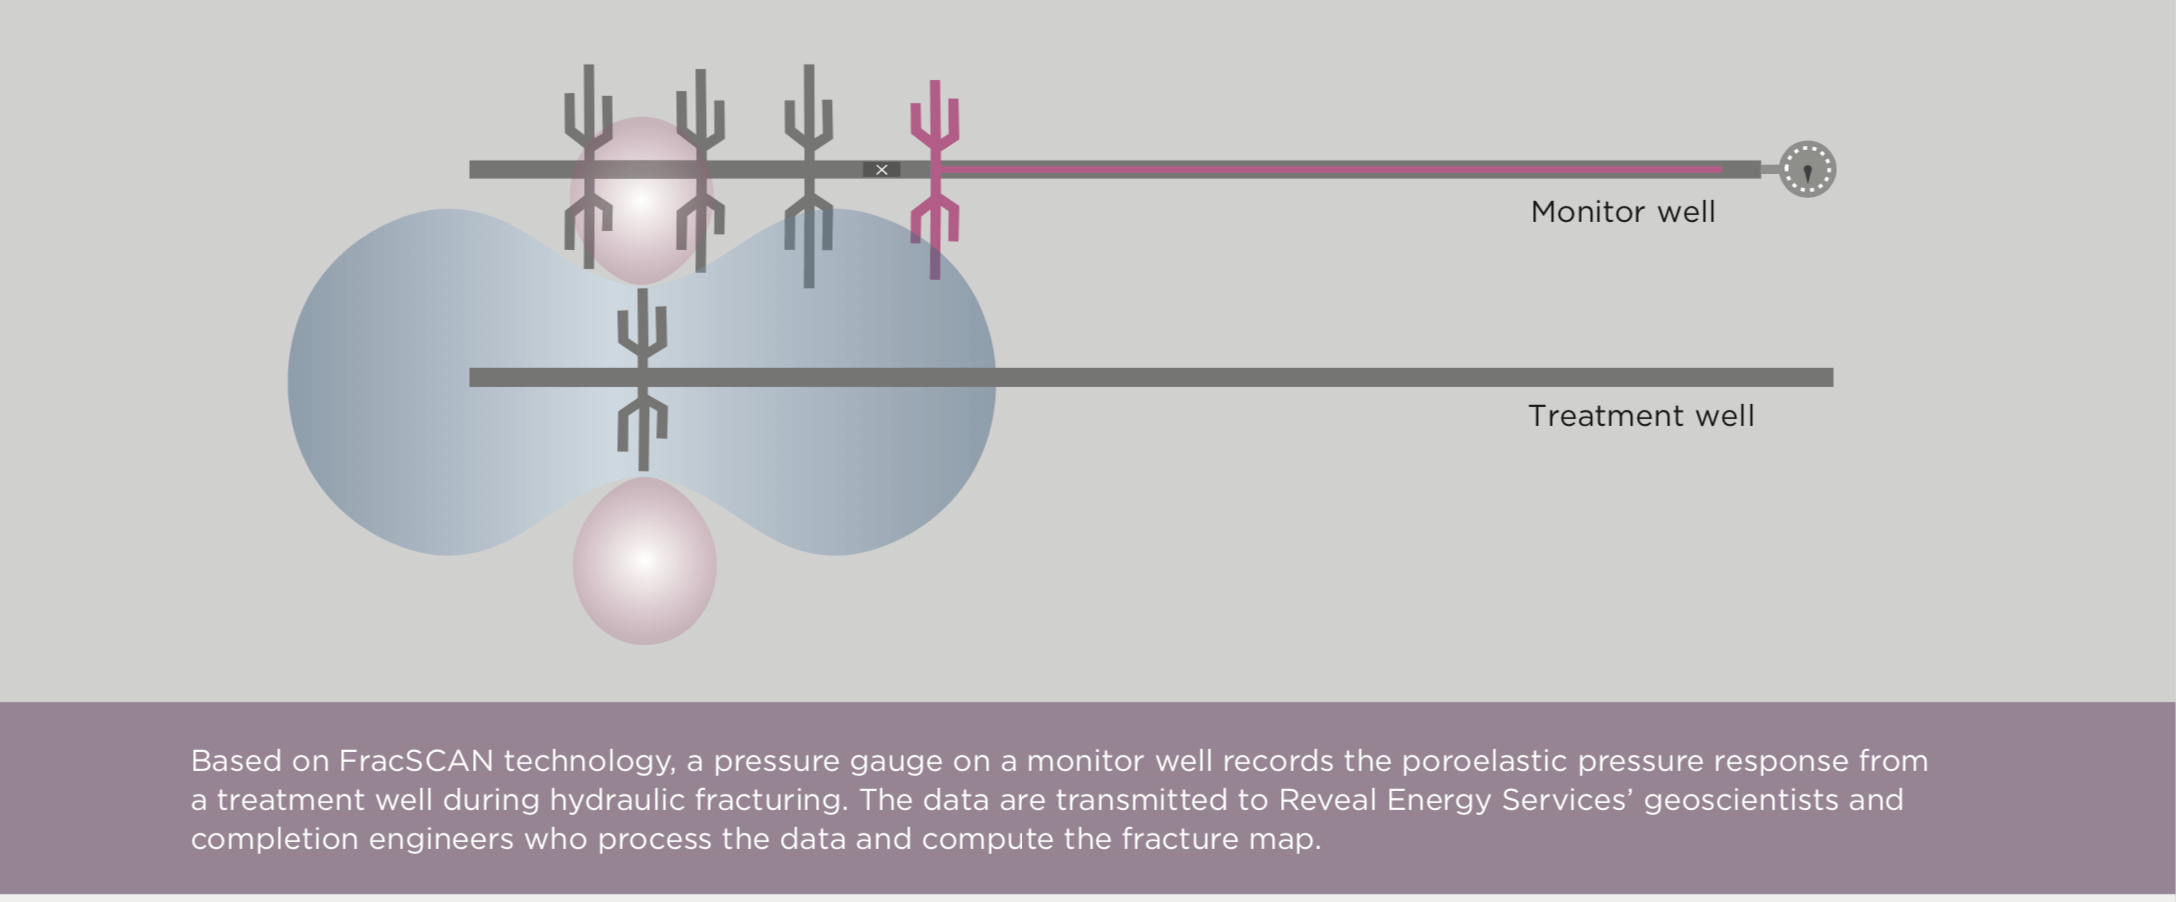 Monitor well
Treatment well
Based on FracSCAN technology, a pressure gauge on a monitor well records the poroelastic pressure response from
a treatment well during hydraulic fracturing. The data are transmitted to Reveal Energy Services’ geoscientists and
completion engineers who process the data and compute the fracture map.